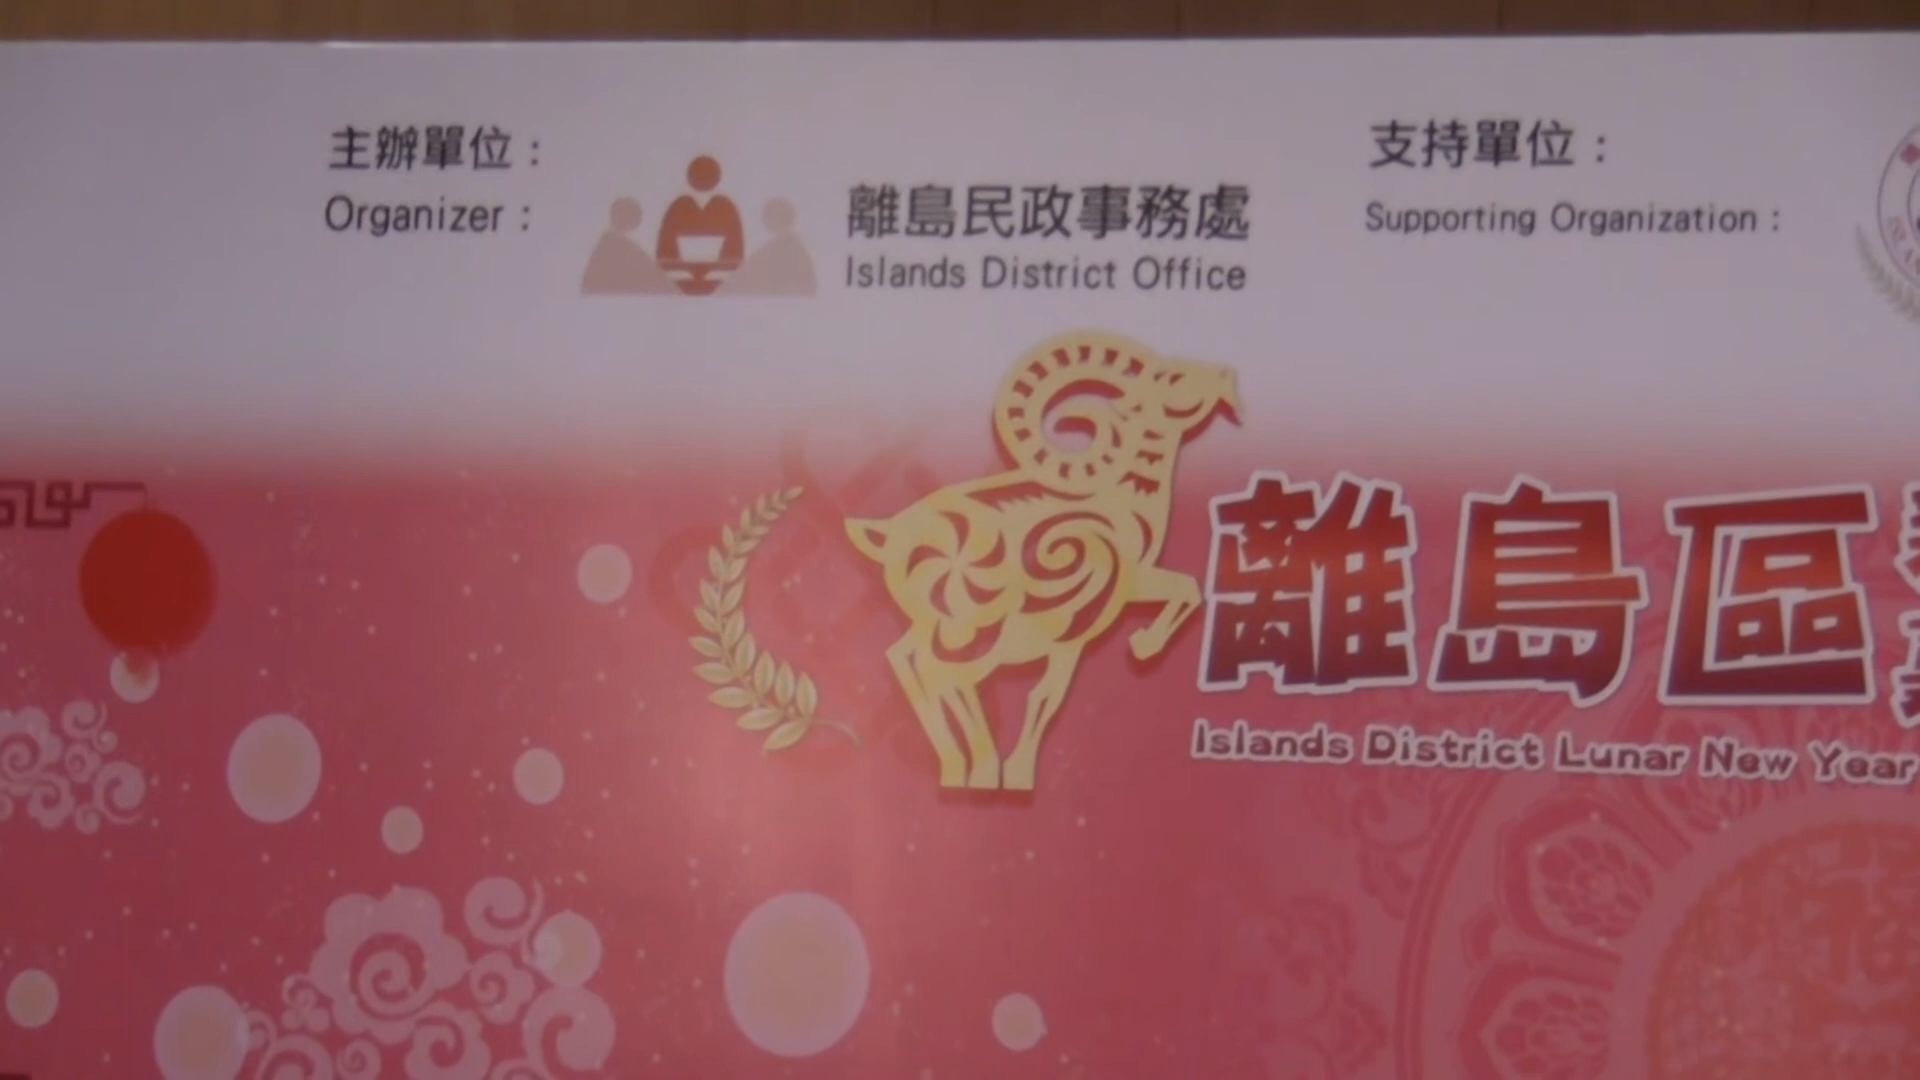 主辦單位：
Organizer :
離島民政事務處
Islands District Office
支持單位：
Supporting Organization :
離島區
Islands District Lunar New Year